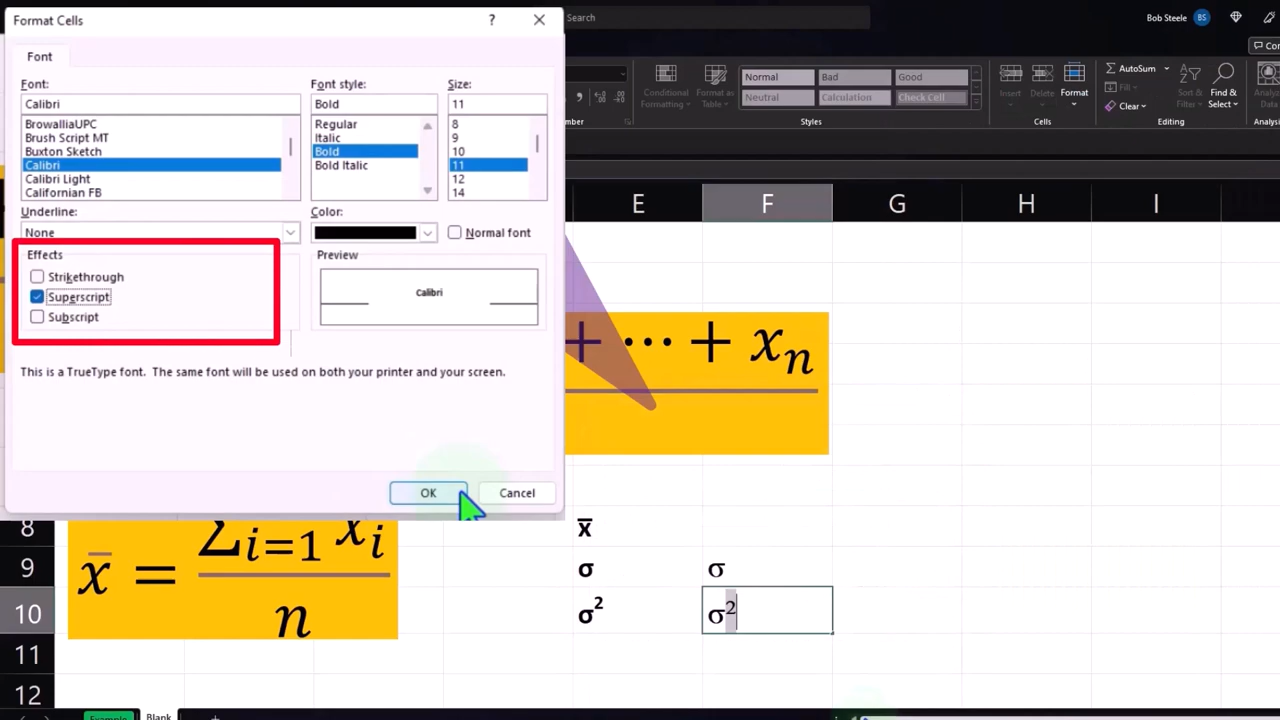 Format Cells ? ✕
Search
Bob Steele BS
Font
Font: Font style: Size:
Calibri Bold 11
BrowalliaUPC
Brush Script MT
Buxton Sketch
Calibri
Calibri Light
Californian FB
Regular
Italic
Bold
Bold Italic
8
9
10
11
12
14
Underline: Color:
None
Normal font
Effects
Strikethrough
Superscript
Subscript
Preview
Calibri
This is a TrueType font. The same font will be used on both your printer and your screen.
OK Cancel
Conditional
Formatting
Format as
Table
Normal Bad Good
Neutral Calculation Check Cell
Styles
Insert Delete Format
Cells
AutoSum
Fill
Clear
Sort
Filter
Find &
Select
Editing
E F G H I
+ ⋯ + xₙ
8 x̅
9 σ σ
10 σ² σ²
11
12
x̅ = ∑i=1 xi
n
Example Blank +